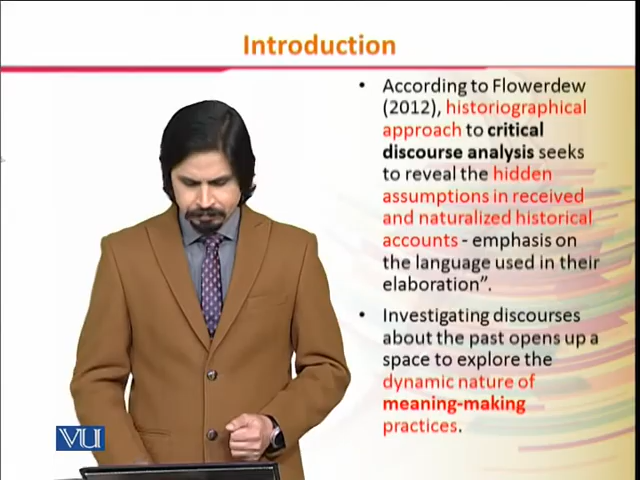 Introduction
• According to Flowerdew
(2012), historiographical
approach to critical
discourse analysis seeks
to reveal the hidden
assumptions in received
and naturalized historical
accounts - emphasis on
the language used in their
elaboration”.
• Investigating discourses
about the past opens up a
space to explore the
dynamic nature of
meaning-making
practices.
VU